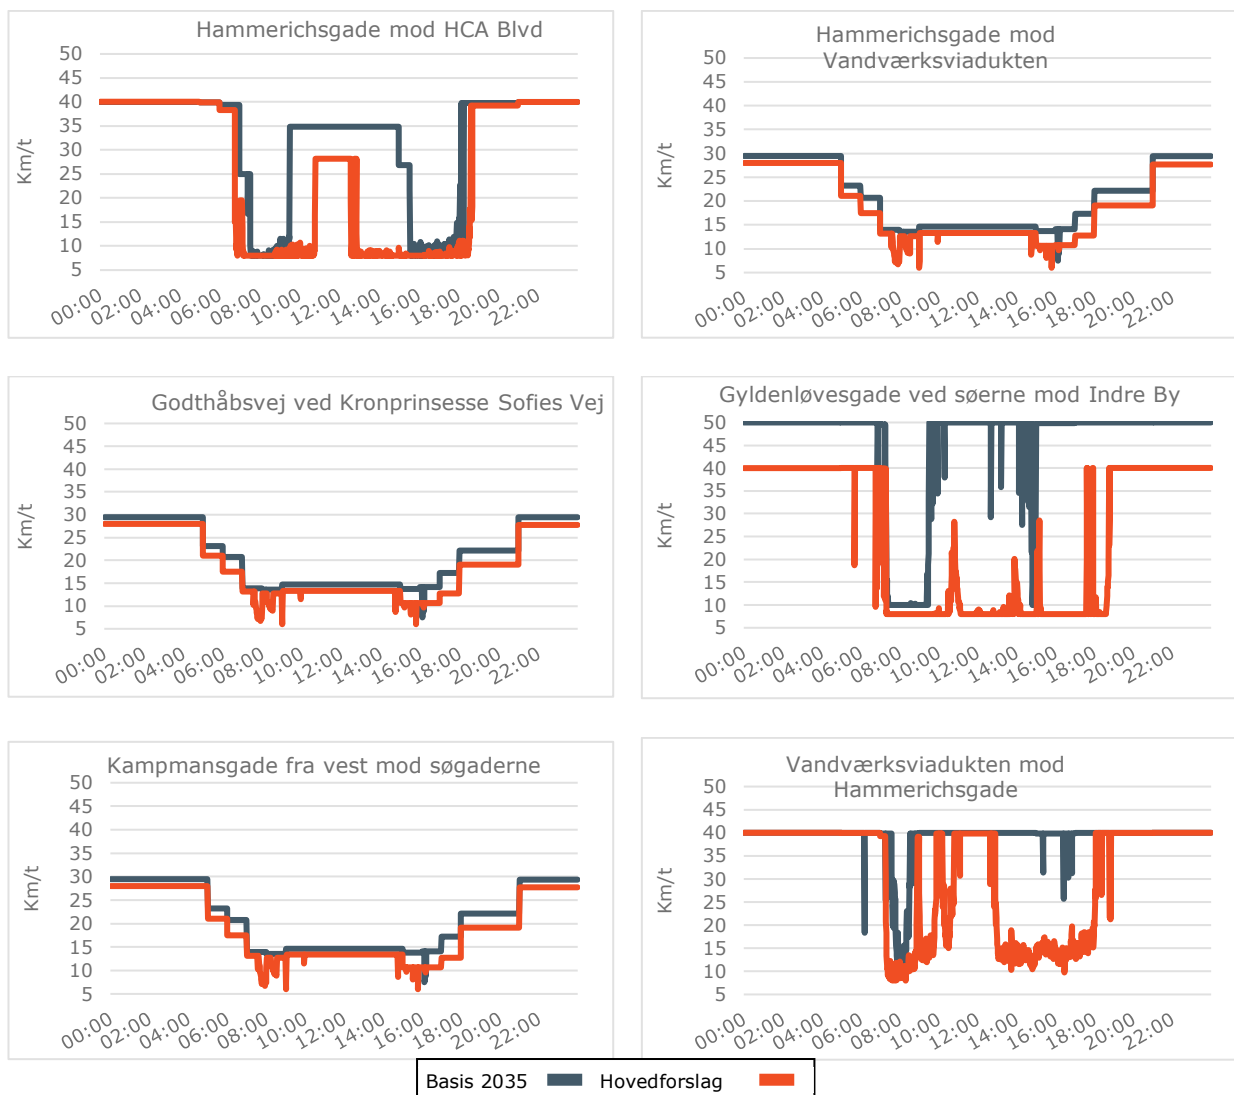 Hammerichsgade mod HCA Blvd
50
45
40
35
30
25
20
15
10
5
Km/t
00:00 02:00 04:00 06:00 08:00 10:00 12:00 14:00 16:00 18:00 20:00 22:00
Hammerichsgade mod
Vandværksviadukten
50
45
40
35
30
25
20
15
10
5
Km/t
00:00 02:00 04:00 06:00 08:00 10:00 12:00 14:00 16:00 18:00 20:00 22:00
Godthåbsvej ved Kronprinsesse Sofies Vej
50
45
40
35
30
25
20
15
10
5
Km/t
00:00 02:00 04:00 06:00 08:00 10:00 12:00 14:00 16:00 18:00 20:00 22:00
Gyldenløvesgade ved søerne mod Indre By
50
45
40
35
30
25
20
15
10
5
Km/t
00:00 02:00 04:00 06:00 08:00 10:00 12:00 14:00 16:00 18:00 20:00 22:00
Kampmansgade fra vest mod søgaderne
50
45
40
35
30
25
20
15
10
5
Km/t
00:00 02:00 04:00 06:00 08:00 10:00 12:00 14:00 16:00 18:00 20:00 22:00
Vandværksviadukten mod
Hammerichsgade
50
45
40
35
30
25
20
15
10
5
Km/t
00:00 02:00 04:00 06:00 08:00 10:00 12:00 14:00 16:00 18:00 20:00 22:00
Basis 2035 Hovedforslag